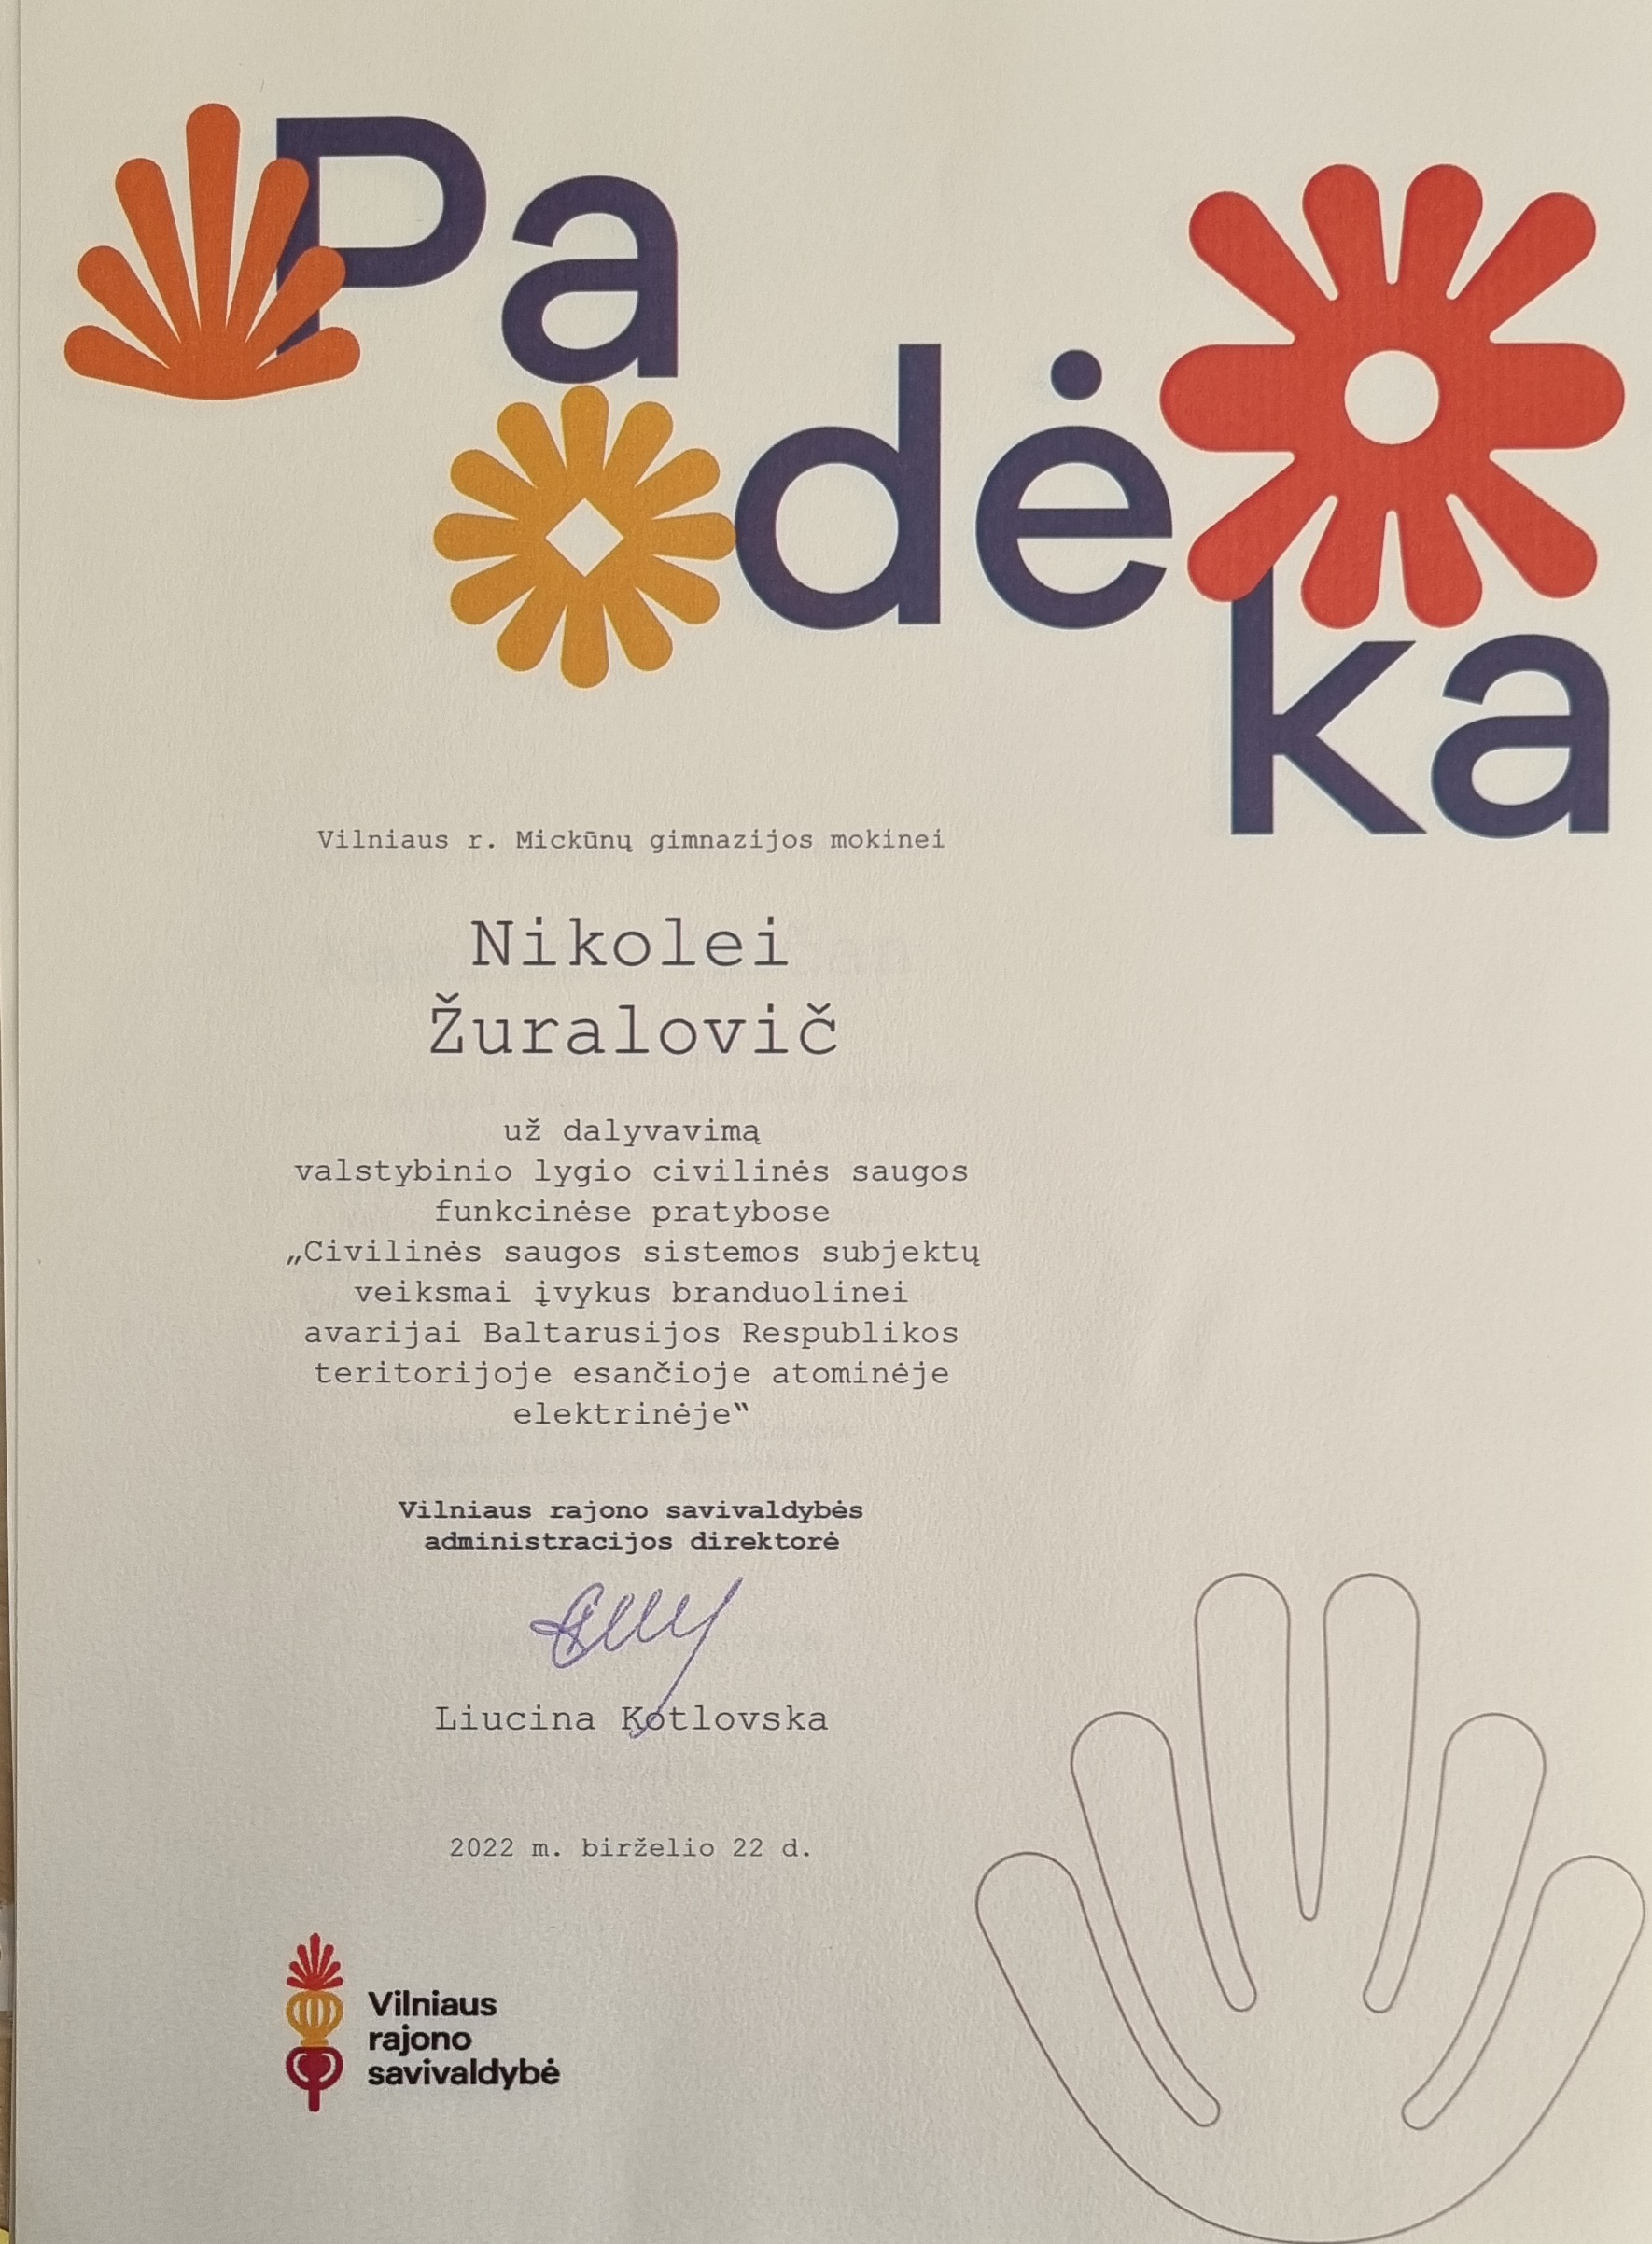 Pa
dė
ka
Vilniaus r. Mickūnų gimnazijos mokinei
Nikolei
Žuralovič
už dalyvavimą
valstybinio lygio civilinės saugos
funkcinėse pratybose
„Civilinės saugos sistemos subjektų
veiksmai įvykus branduolinei
avarijai Baltarusijos Respublikos
teritorijoje esančioje atominėje
elektrinėje“
Vilniaus rajono savivaldybės
administracijos direktorė
Liucina Kotlovska
2022 m. birželio 22 d.
Vilniaus
rajono
savivaldybė